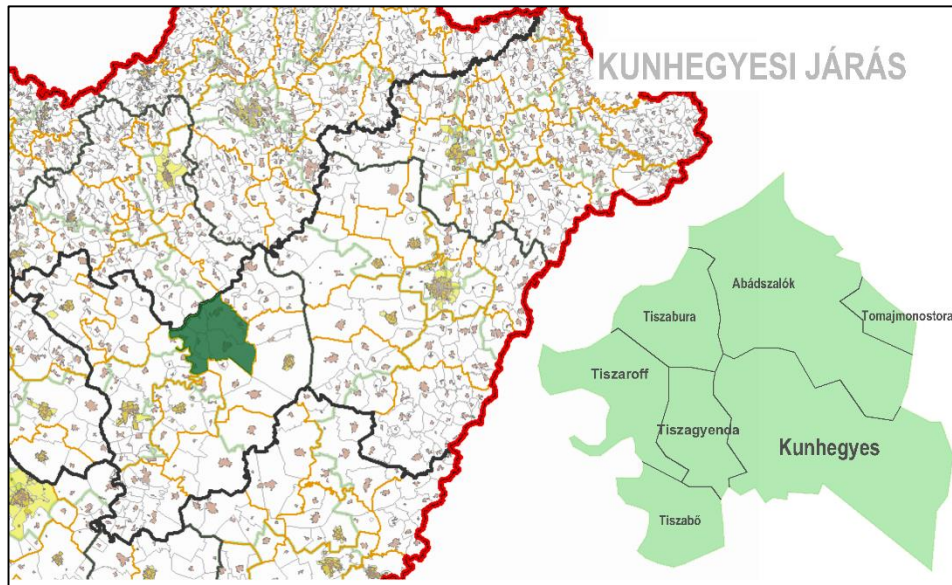 KUNHEGYESI JÁRÁS
Abádszalók
Tiszabura
Tomajmonostora
Tiszaroff
Tiszagyenda
Kunhegyes
Tiszabő